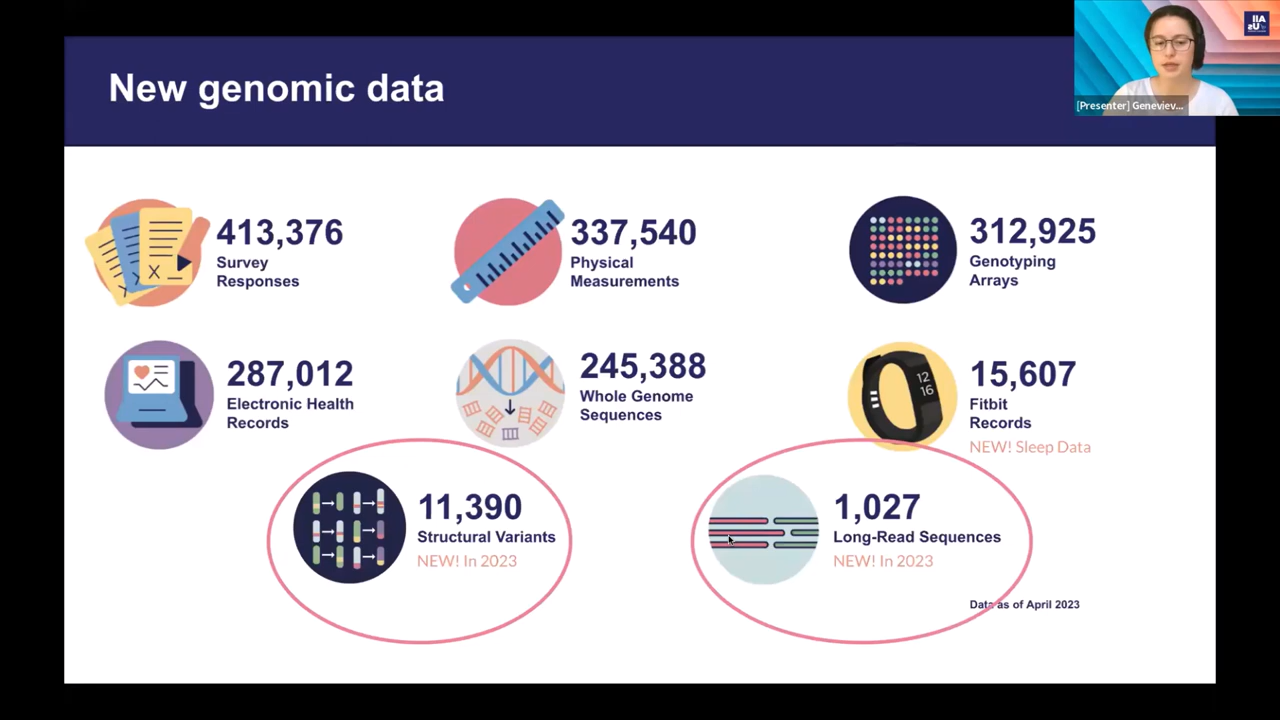 New genomic data
[Presenter] Geneviev...
413,376
Survey
Responses
337,540
Physical
Measurements
312,925
Genotyping
Arrays
287,012
Electronic Health
Records
245,388
Whole Genome
Sequences
12
16
15,607
Fitbit
Records
NEW! Sleep Data
11,390
Structural Variants
NEW! In 2023
1,027
Long-Read Sequences
NEW! In 2023
Data as of April 2023